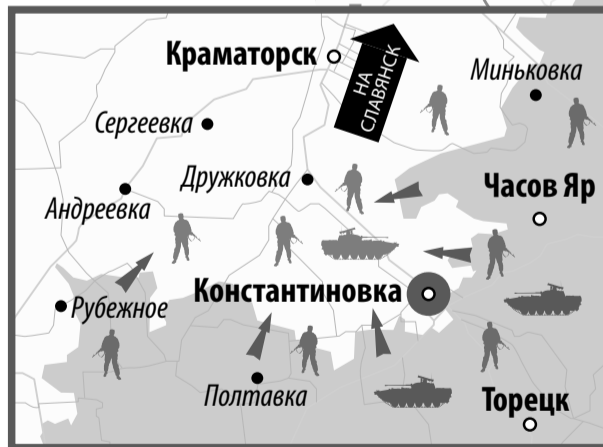 Краматорск
НА
СЛАВЯНСК
Миньковка
Сергеевка
Дружковка
Часов Яр
Андреевка
Константиновка
Рубежное
Полтавка
Торецк